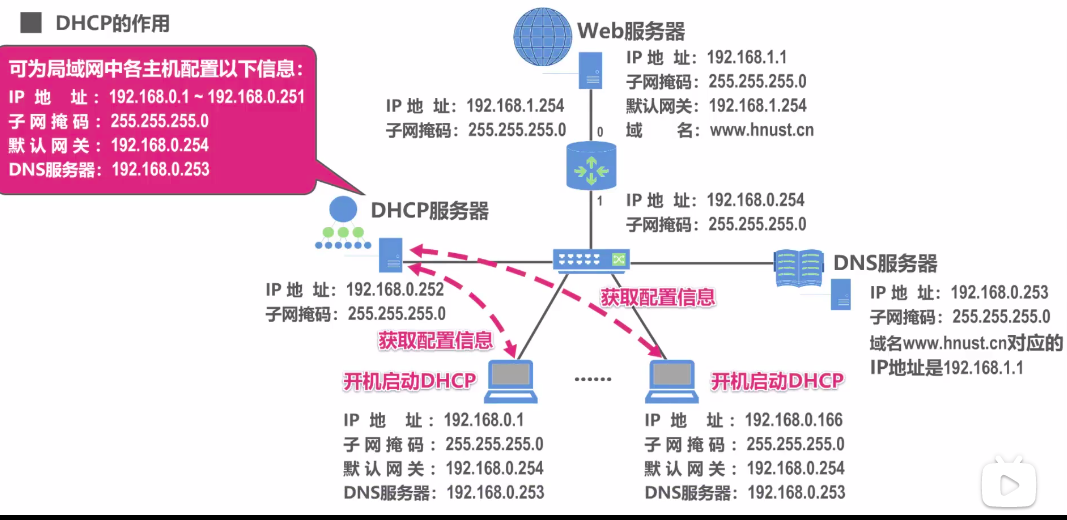 DHCP的作用
可为局域网中各主机配置以下信息：
IP 地 址：192.168.0.1 ~ 192.168.0.251
子网掩码：255.255.255.0
默认网关：192.168.0.254
DNS服务器：192.168.0.253
Web服务器
IP 地 址：192.168.1.1
子网掩码：255.255.255.0
默认网关：192.168.1.254
域 名：www.hnust.cn
IP 地 址：192.168.1.254
子网掩码：255.255.255.0
0
1
IP 地 址：192.168.0.254
子网掩码：255.255.255.0
DHCP服务器
IP 地 址：192.168.0.252
子网掩码：255.255.255.0
DNS服务器
IP 地 址：192.168.0.253
子网掩码：255.255.255.0
域名www.hnust.cn对应的
IP地址是192.168.1.1
获取配置信息
获取配置信息
开机启动DHCP
······
开机启动DHCP
IP 地 址：192.168.0.1
子网掩码：255.255.255.0
默认网关：192.168.0.254
DNS服务器：192.168.0.253
IP 地 址：192.168.0.166
子网掩码：255.255.255.0
默认网关：192.168.0.254
DNS服务器：192.168.0.253